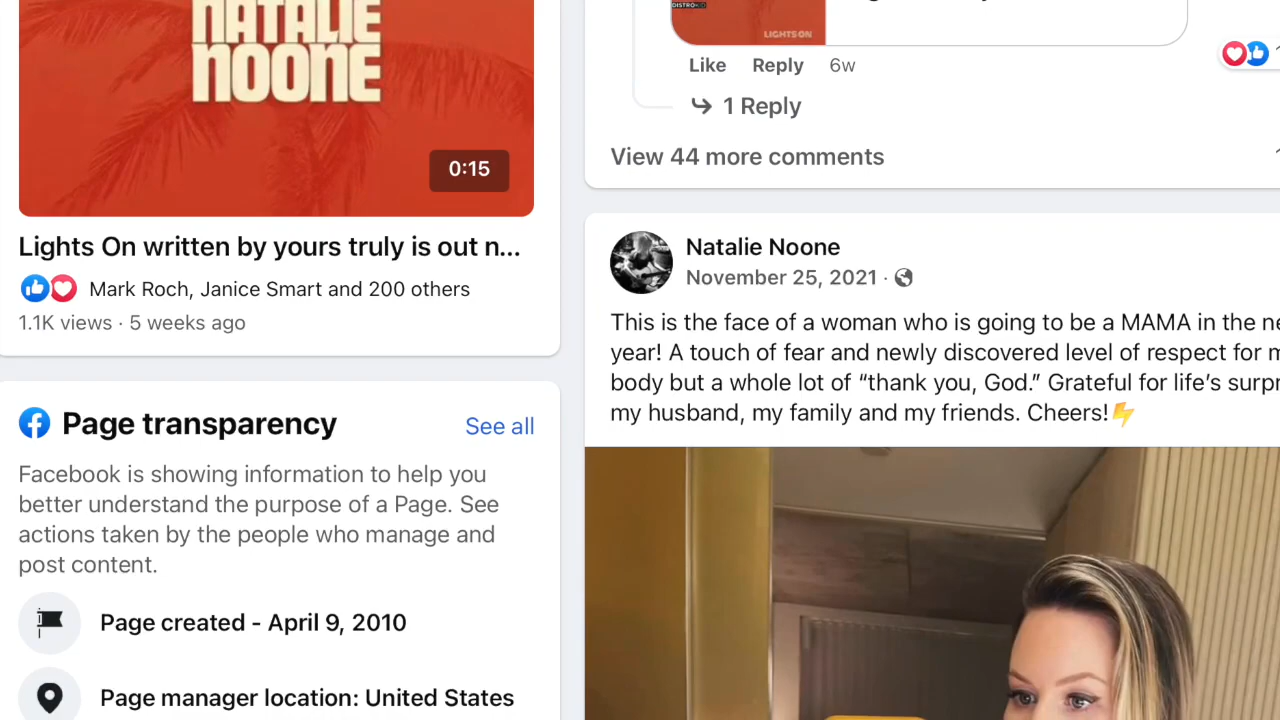 NATALIE
NOONE
0:15
Lights On written by yours truly is out n...
Mark Roch, Janice Smart and 200 others
1.1K views · 5 weeks ago
Page transparency
See all
Facebook is showing information to help you
better understand the purpose of a Page. See
actions taken by the people who manage and
post content.
Page created - April 9, 2010
Page manager location: United States
DISTROKID
LIGHTS ON
Like Reply 6w
1 Reply
View 44 more comments
Natalie Noone
November 25, 2021 ·
This is the face of a woman who is going to be a MAMA in the
year! A touch of fear and newly discovered level of respect for
body but a whole lot of “thank you, God.” Grateful for life’s
my husband, my family and my friends. Cheers!⚡